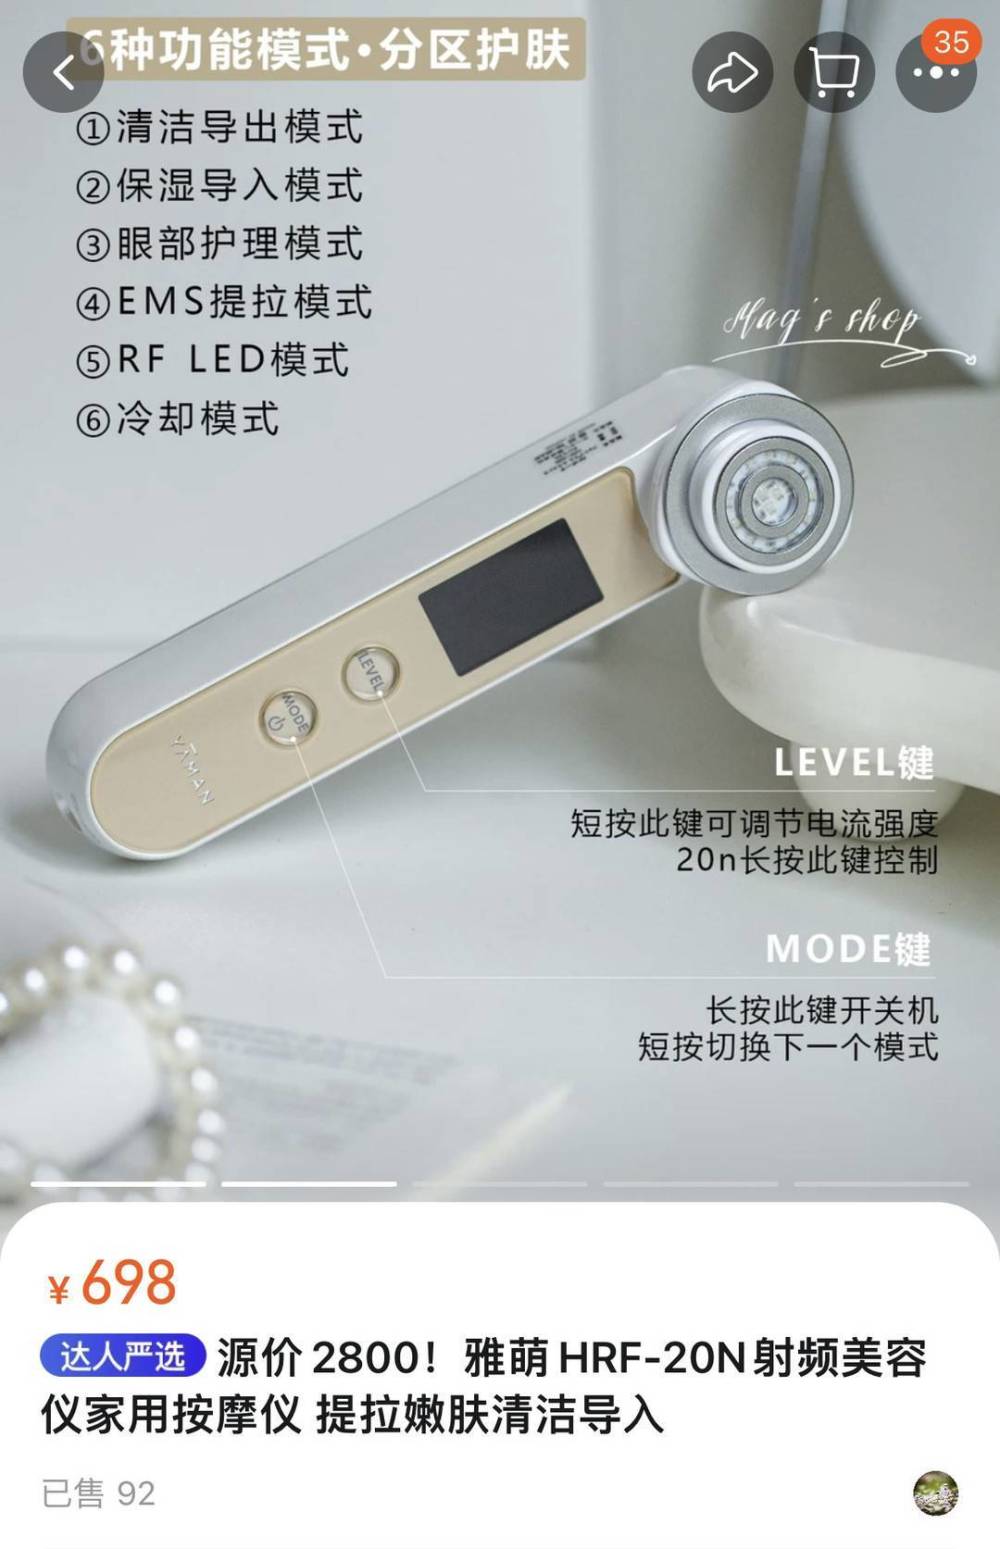 6种功能模式·分区护肤
35
①清洁导出模式
②保湿导入模式
③眼部护理模式
④EMS提拉模式
⑤RF LED模式
⑥冷却模式
Mag's shop
LEVEL
MODE
YAMAN
LEVEL键
短按此键可调节电流强度
20n长按此键控制
MODE键
长按此键开关机
短按切换下一个模式
¥698
达人严选 源价2800！雅萌HRF-20N射频美容
仪家用按摩仪 提拉嫩肤清洁导入
已售 92